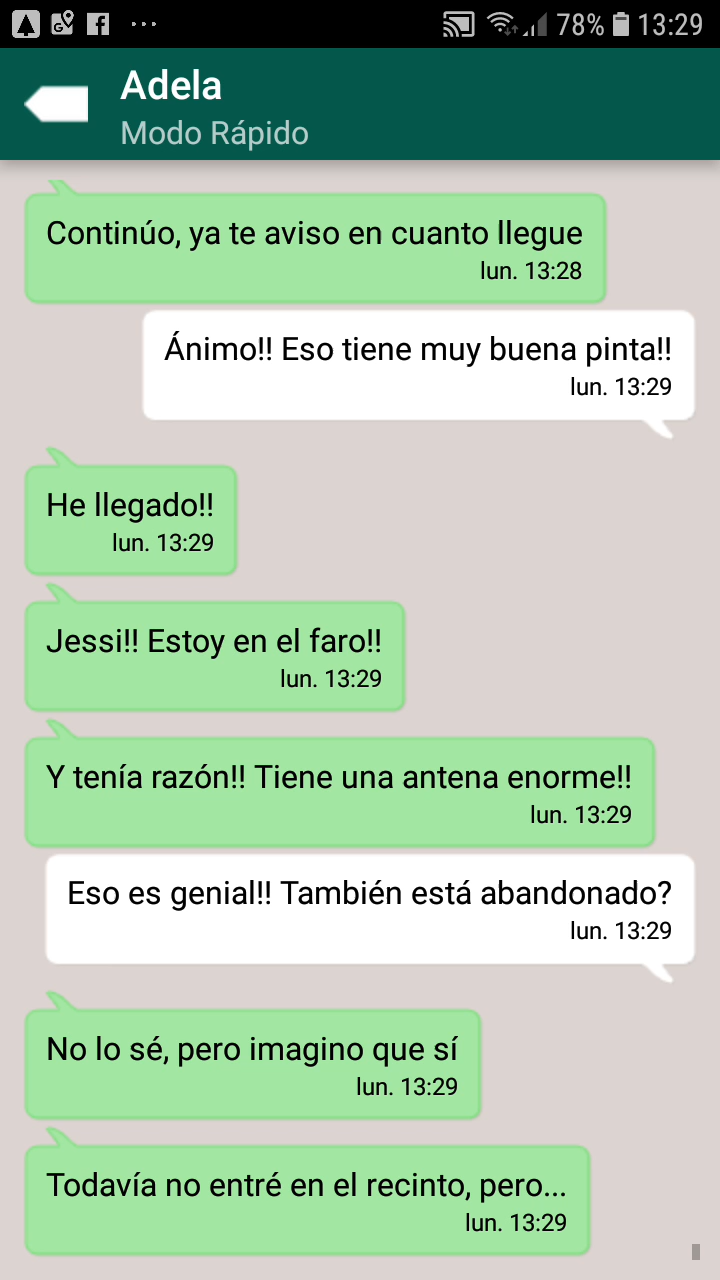 78% 13:29
Adela
Modo Rápido
Continúo, ya te aviso en cuanto llegue
lun. 13:28
Ánimo!! Eso tiene muy buena pinta!!
lun. 13:29
He llegado!!
lun. 13:29
Jessi!! Estoy en el faro!!
lun. 13:29
Y tenía razón!! Tiene una antena enorme!!
lun. 13:29
Eso es genial!! También está abandonado?
lun. 13:29
No lo sé, pero imagino que sí
lun. 13:29
Todavía no entré en el recinto, pero...
lun. 13:29